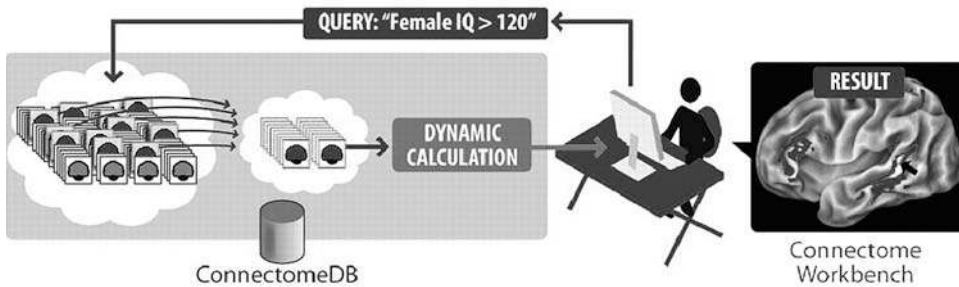 QUERY: "Female IQ > 120"
RESULT
DYNAMIC
CALCULATION
ConnectomeDB
Connectome
Workbench